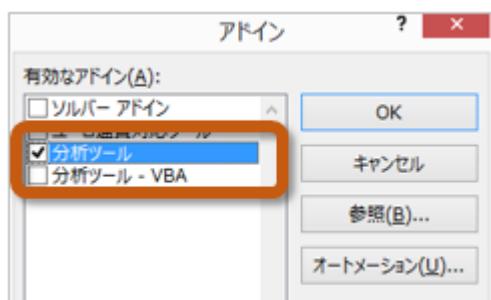 アドイン
?
×
有効なアドイン(A):
ソルバー アドイン
分析ツール
分析ツール - VBA
OK
キャンセル
参照(B)...
オートメーション(U)...